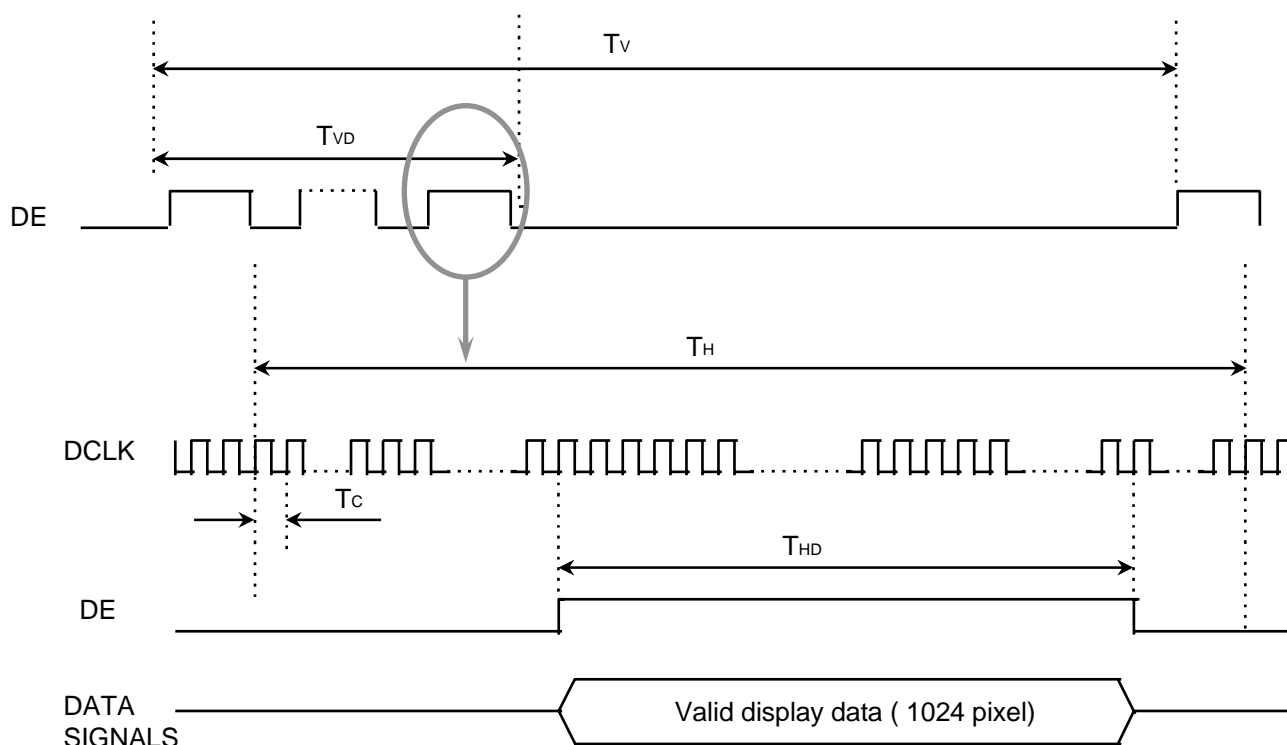 TV
TVD
DE
TH
DCLK
TC
THD
DE
DATA
SIGNALS
Valid display data ( 1024 pixel)